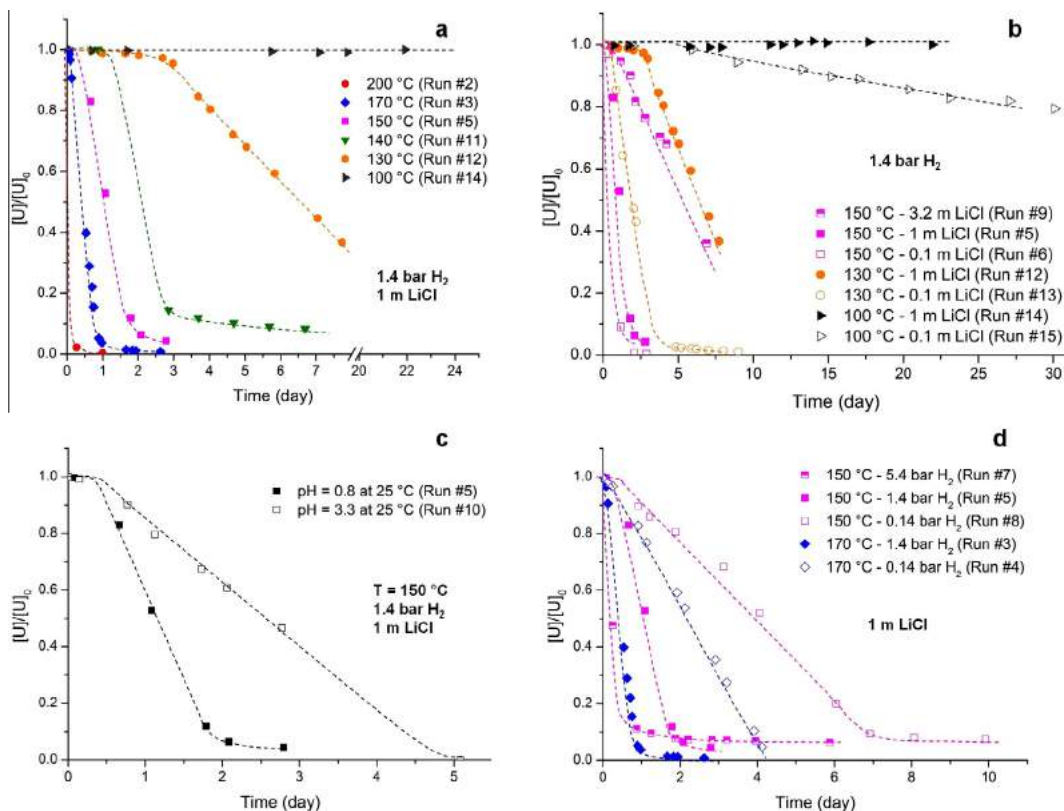 a
[U]/[U]₀
1.0
0.8
0.6
0.4
0.2
0.0
200 °C (Run #2)
170 °C (Run #3)
150 °C (Run #5)
140 °C (Run #11)
130 °C (Run #12)
100 °C (Run #14)
1.4 bar H₂
1 m LiCl
0 1 2 3 4 5 6 7 20 22 24
Time (day)
b
[U]/[U]₀
1.0
0.8
0.6
0.4
0.2
0.0
1.4 bar H₂
150 °C - 3.2 m LiCl (Run #9)
150 °C - 1 m LiCl (Run #5)
150 °C - 0.1 m LiCl (Run #6)
130 °C - 1 m LiCl (Run #12)
130 °C - 0.1 m LiCl (Run #13)
100 °C - 1 m LiCl (Run #14)
100 °C - 0.1 m LiCl (Run #15)
0 5 10 15 20 25 30
Time (day)
c
[U]/[U]₀
1.0
0.8
0.6
0.4
0.2
0.0
pH = 0.8 at 25 °C (Run #5)
pH = 3.3 at 25 °C (Run #10)
T = 150 °C
1.4 bar H₂
1 m LiCl
0 1 2 3 4 5
Time (day)
d
[U]/[U]₀
1.0
0.8
0.6
0.4
0.2
0.0
150 °C - 5.4 bar H₂ (Run #7)
150 °C - 1.4 bar H₂ (Run #5)
150 °C - 0.14 bar H₂ (Run #8)
170 °C - 1.4 bar H₂ (Run #3)
170 °C - 0.14 bar H₂ (Run #4)
1 m LiCl
0 2 4 6 8 10
Time (day)